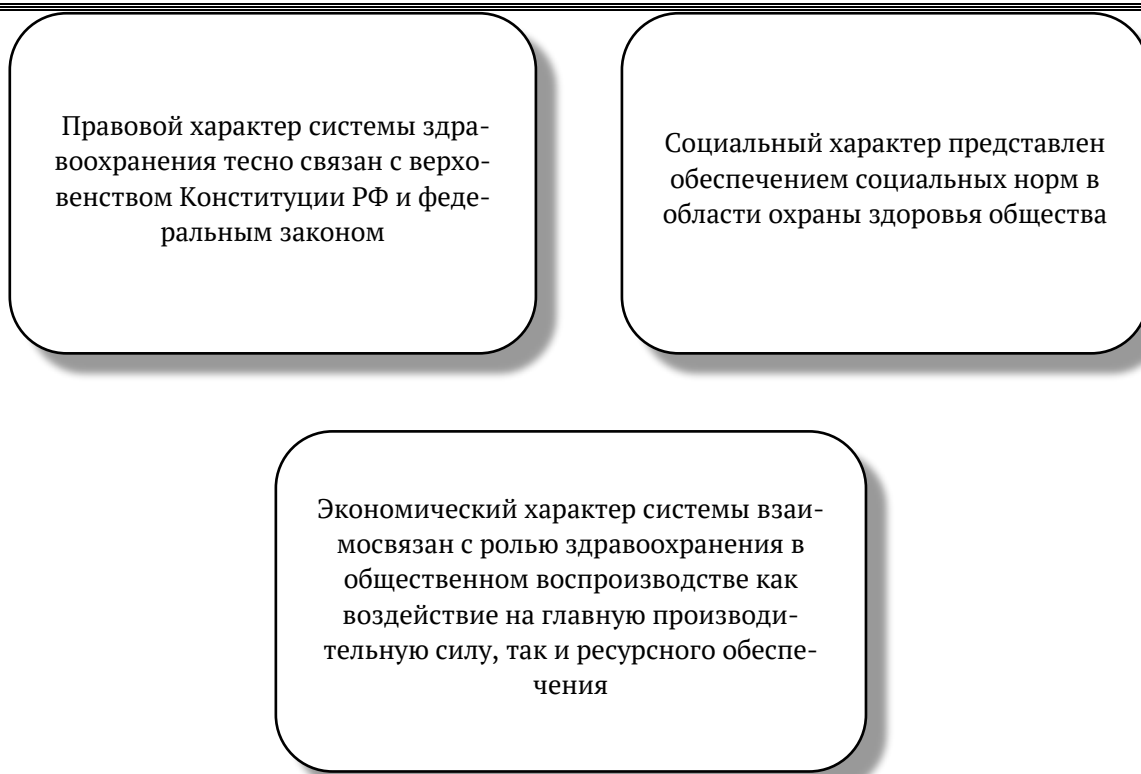 Правовой характер системы здра-
воохранения тесно связан с верхо-
венством Конституции РФ и феде-
ральным законом
Социальный характер представлен
обеспечением социальных норм в
области охраны здоровья общества
Экономический характер системы взаи-
мосвязан с ролью здравоохранения в
общественном воспроизводстве как
воздействие на главную производи-
тельную силу, так и ресурсного обеспе-
чения